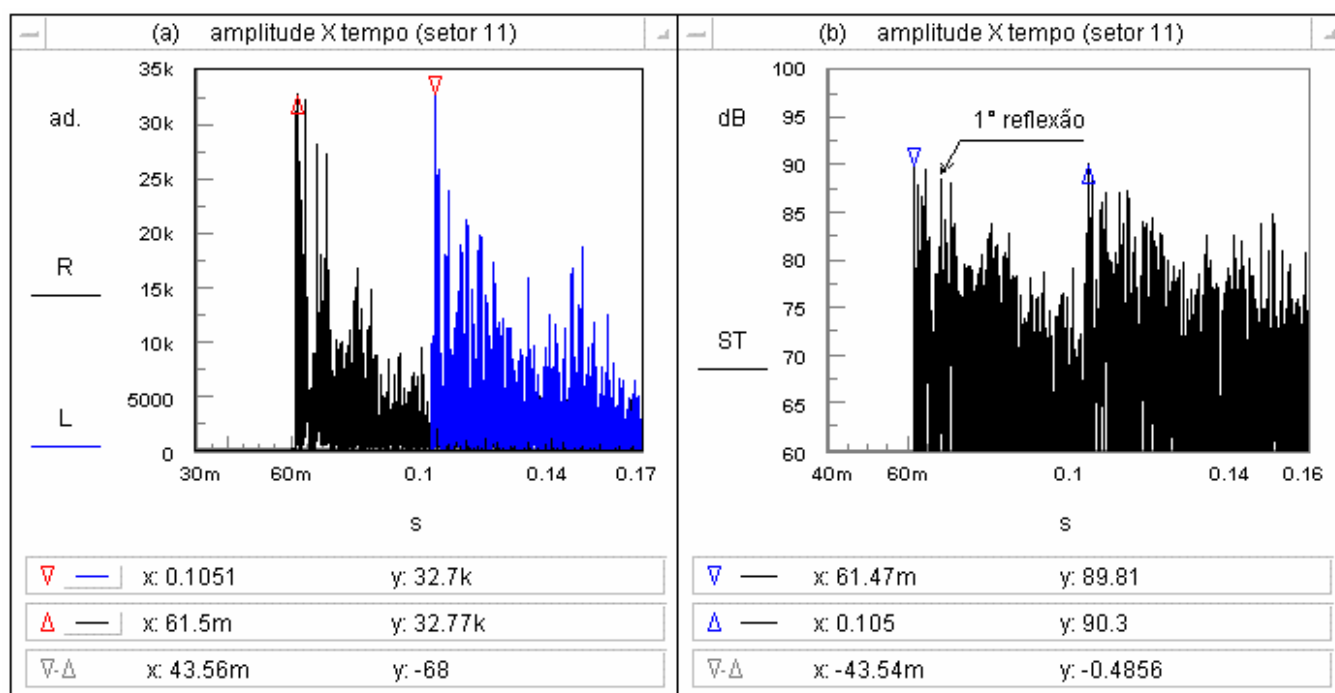 (a) amplitude X tempo (setor 11)
35k
ad.
30k
25k
20k
R
15k
10k
5000
L
0
30m 60m 0.1 0.14 0.17
s
x: 0.1051 y: 32.7k
x: 61.5m y: 32.77k
∇-Δ x: 43.56m y: -68
(b) amplitude X tempo (setor 11)
100
dB
95
1° reflexão
90
85
80
75
ST
70
65
60
40m 60m 0.1 0.14 0.16
s
x: 61.47m y: 89.81
x: 0.105 y: 90.3
∇-Δ x: -43.54m y: -0.4856